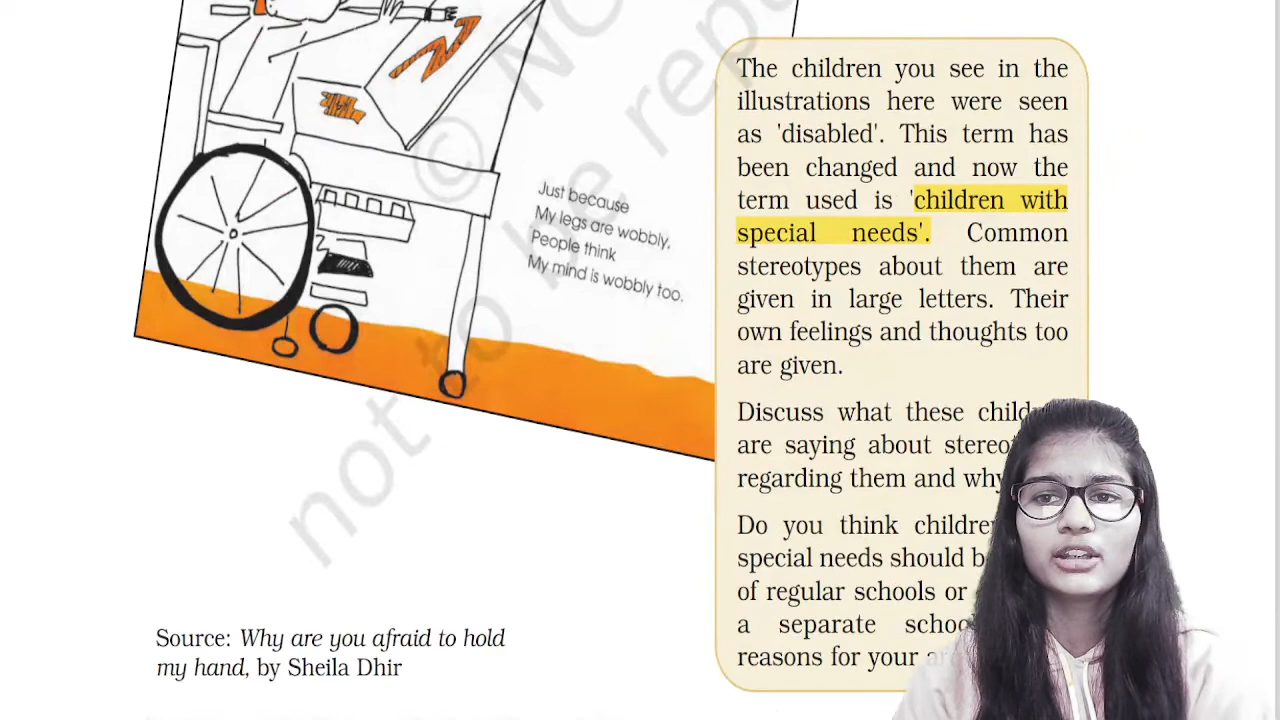 Just because
My legs are wobbly,
People think
My mind is wobbly too.
The children you see in the
illustrations here were seen
as 'disabled'. This term has
been changed and now the
term used is 'children with
special needs'. Common
stereotypes about them are
given in large letters. Their
own feelings and thoughts too
are given.
Discuss what these
are saying about
regarding them and why
Do you think
special needs should
of regular schools or
a separate
reasons for your
Source: Why are you afraid to hold
my hand, by Sheila Dhir
not to be